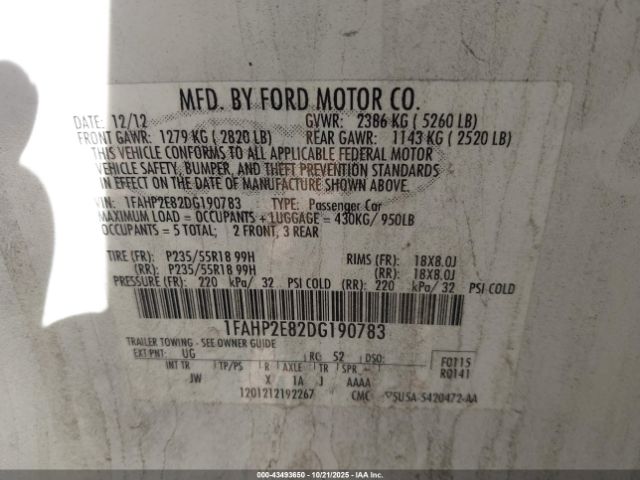 MFD. BY FORD MOTOR CO.
DATE: 12/12 GVWR: 2386 KG ( 5260 LB)
FRONT GAWR: 1279 KG ( 2820 LB) REAR GAWR: 1143 KG ( 2520 LB)
THIS VEHICLE CONFORMS TO ALL APPLICABLE FEDERAL MOTOR
VEHICLE SAFETY, BUMPER, AND THEFT PREVENTION STANDARDS
IN EFFECT ON THE DATE OF MANUFACTURE SHOWN ABOVE.
VIN: 1FAHP2E82DG190783 TYPE: Passenger Car
MAXIMUM LOAD = OCCUPANTS + LUGGAGE = 430KG/ 950LB
OCCUPANTS = 5 TOTAL; 2 FRONT, 3 REAR
TIRE (FR): P235/55R18 99H RIMS (FR): 18X8.0J
(RR): P235/55R18 99H (RR): 18X8.0J
PRESSURE (FR): 220 kPa/ 32 PSI COLD (RR): 220 kPa/ 32 PSI COLD
1FAHP2E82DG190783
TRAILER TOWING - SEE OWNER GUIDE
EXT PNT: UG RC: 52 DSO: F0115
INT TR TP/PS R AXLE TR SPR R0141
JW X 1A J AAAA
1201212192267 CMC ▽5U5A-5420472-AA
000-43493650 | 10/21/2025 | © IAA Holdings, LLC